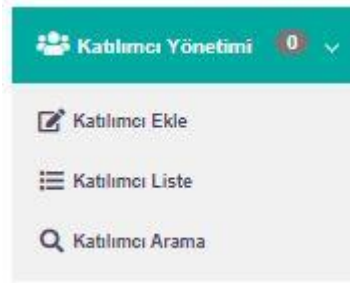 Katılımcı Yönetimi 0
Katılımcı Ekle
Katılımcı Liste
Katılımcı Arama